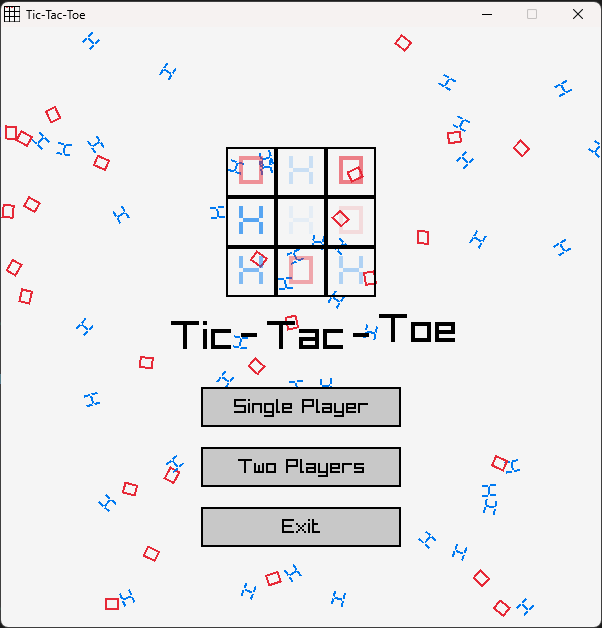 Tic-Tac-Toe
O X O
X X O
X O X
Tic-Tac-Toe
Single Player
Two Players
Exit